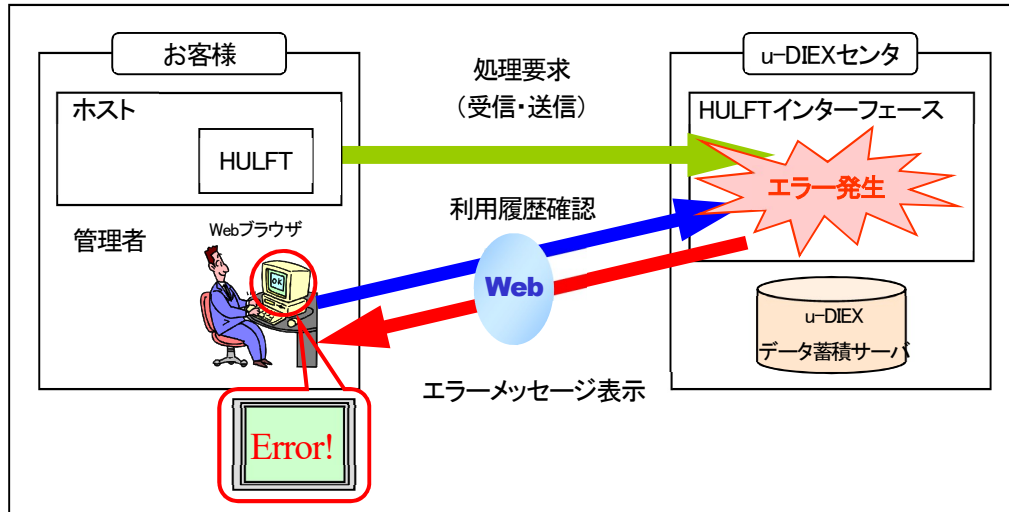 お客様
ホスト
HULFT
管理者
Webブラウザ
ok
Error!
処理要求
（受信・送信）
利用履歴確認
Web
エラーメッセージ表示
u-DIEXセンタ
HULFTインターフェース
エラー発生
u-DIEX
データ蓄積サーバ